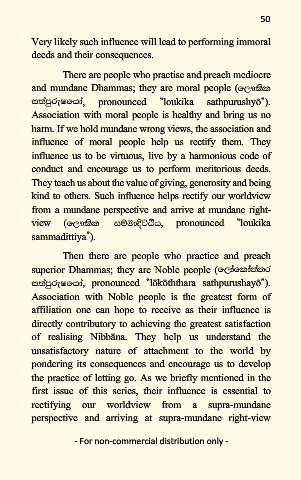 50
Very likely such influence will lead to performing immoral
deeds and their consequences.
There are people who practise and preach mediocre
and mundane Dhammas; they are moral people (ලෞකික
සත්පුරුෂයෝ, pronounced "loukika sathpurushyō").
Association with moral people is healthy and bring us no
harm. If we hold mundane wrong views, the association and
influence of moral people help us rectify them. They
influence us to be virtuous, live by a harmonious code of
conduct and encourage us to perform meritorious deeds.
They teach us about the value of giving, generosity and being
kind to others. Such influence helps rectify our worldview
from a mundane perspective and arrive at mundane right-
view (ලෞකික සම්මාදිට්ඨිය, pronounced "loukika
sammadittiya").
Then there are people who practice and preach
superior Dhammas; they are Noble people (ලෝකෝත්තර
සත්පුරුෂයෝ, pronounced "lōkōththara sathpurushayō").
Association with Noble people is the greatest form of
affiliation one can hope to receive as their influence is
directly contributory to achieving the greatest satisfaction
of realising Nibbāna. They help us understand the
unsatisfactory nature of attachment to the world by
pondering its consequences and encourage us to develop
the practice of letting go. As we briefly mentioned in the
first issue of this series, their influence is essential to
rectifying our worldview from a supra-mundane
perspective and arriving at supra-mundane right-view
- For non-commercial distribution only -